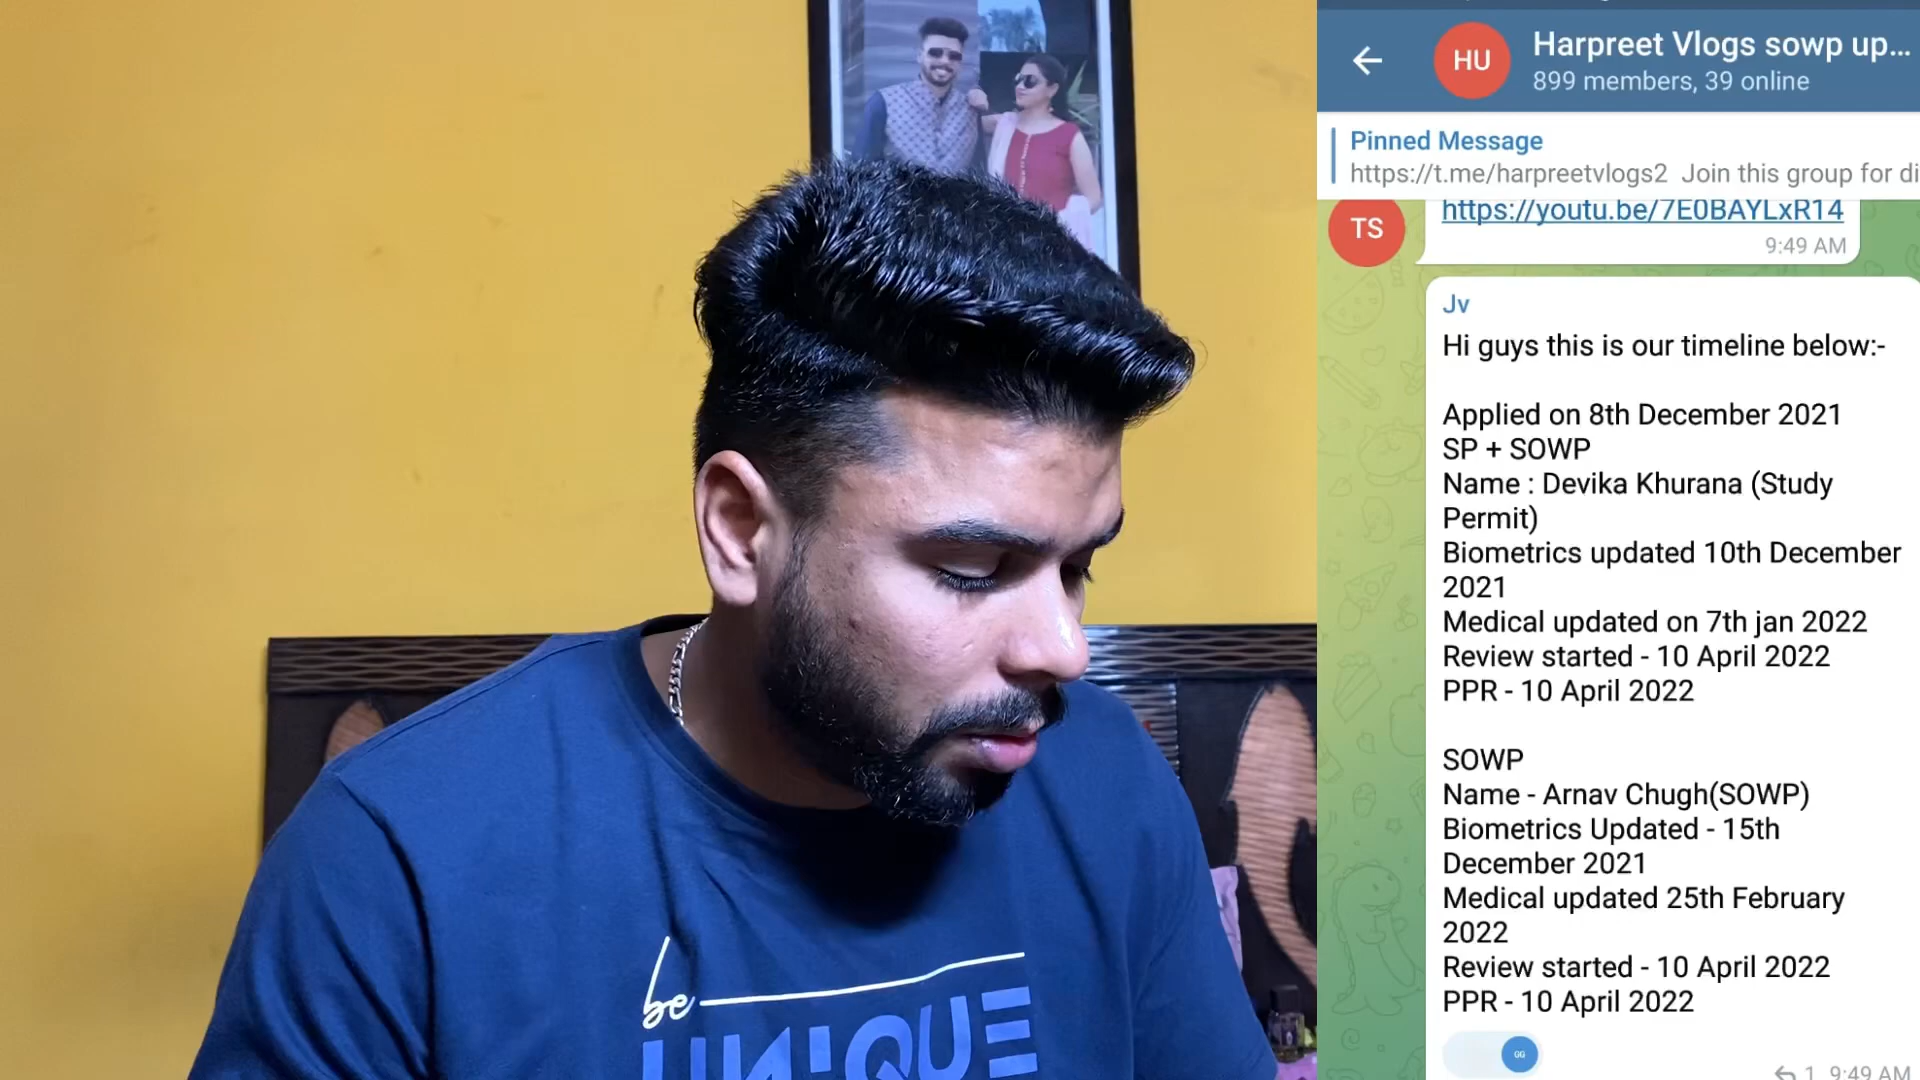 HU
Harpreet Vlogs sowp up...
899 members, 39 online
Pinned Message
https://t.me/harpreetvlogs2 Join this group for di
TS
https://youtu.be/7E0BAYLxR14
9:49 AM
Jv
Hi guys this is our timeline below:-
Applied on 8th December 2021
SP + SOWP
Name : Devika Khurana (Study
Permit)
Biometrics updated 10th December
2021
Medical updated on 7th jan 2022
Review started - 10 April 2022
PPR - 10 April 2022
SOWP
Name - Arnav Chugh(SOWP)
Biometrics Updated - 15th
December 2021
Medical updated 25th February
2022
Review started - 10 April 2022
PPR - 10 April 2022
GG
1 9:49 AM
be
UNIQUE